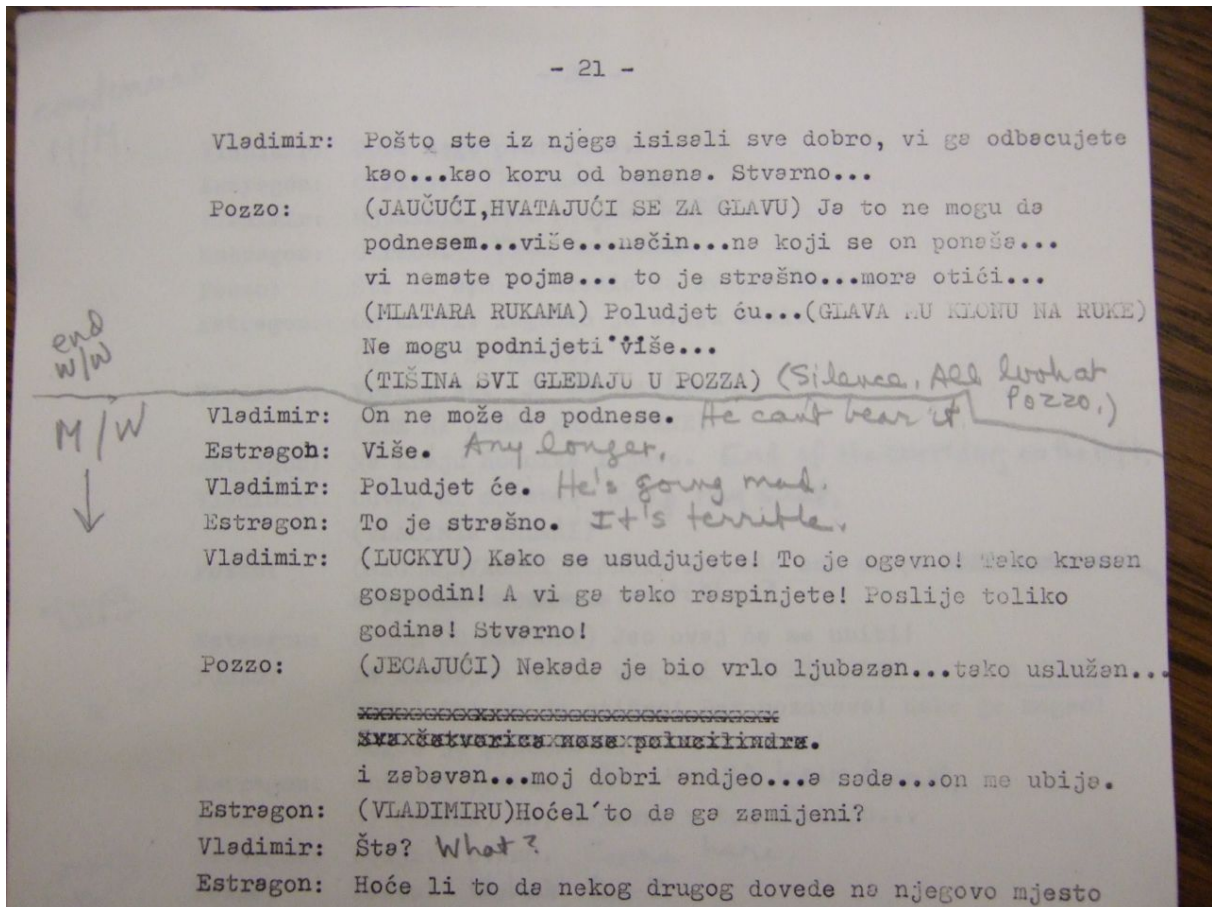 - 21 -
Vladimir: Pošto ste iz njega isisali sve dobro, vi ga odbacujete
kao...kao koru od banana. Stvarno...
Pozzo: (JAUČUĆI,HVATAJUĆI SE ZA GLAVU) Ja to ne mogu da
podnesem...više...način...na koji se on ponaša...
vi nemate pojma... to je strašno...mora otići...
(MLATARA RUKAMA) Poludjet ću...(GLAVA MU KLONU NA RUKE)
end
W/W
Ne mogu podnijeti više...
(TIŠINA SVI GLEDAJU U POZZA) (Silence. All look at
Pozzo.)
M/W
Vladimir: On ne može da podnese. He can't bear it
Estragon: Više. Any longer.
Vladimir: Poludjet će. He's going mad.
Estragon: To je strašno. It's terrible.
Vladimir: (LUCKYU) Kako se usudjujete! To je ogavno! Tako krasan
gospodin! A vi ga tako raspinjete! Poslije toliko
godina! Stvarno!
Pozzo: (JECAJUĆI) Nekada je bio vrlo ljubazan...tako uslužan...
i zabavan...moj dobri andjeo...a sada...on me ubija.
Estragon: (VLADIMIRU)Hoćel'to da ga zamijeni?
Vladimir: Šta? What?
Estragon: Hoće li to da nekog drugog dovede na njegovo mjesto